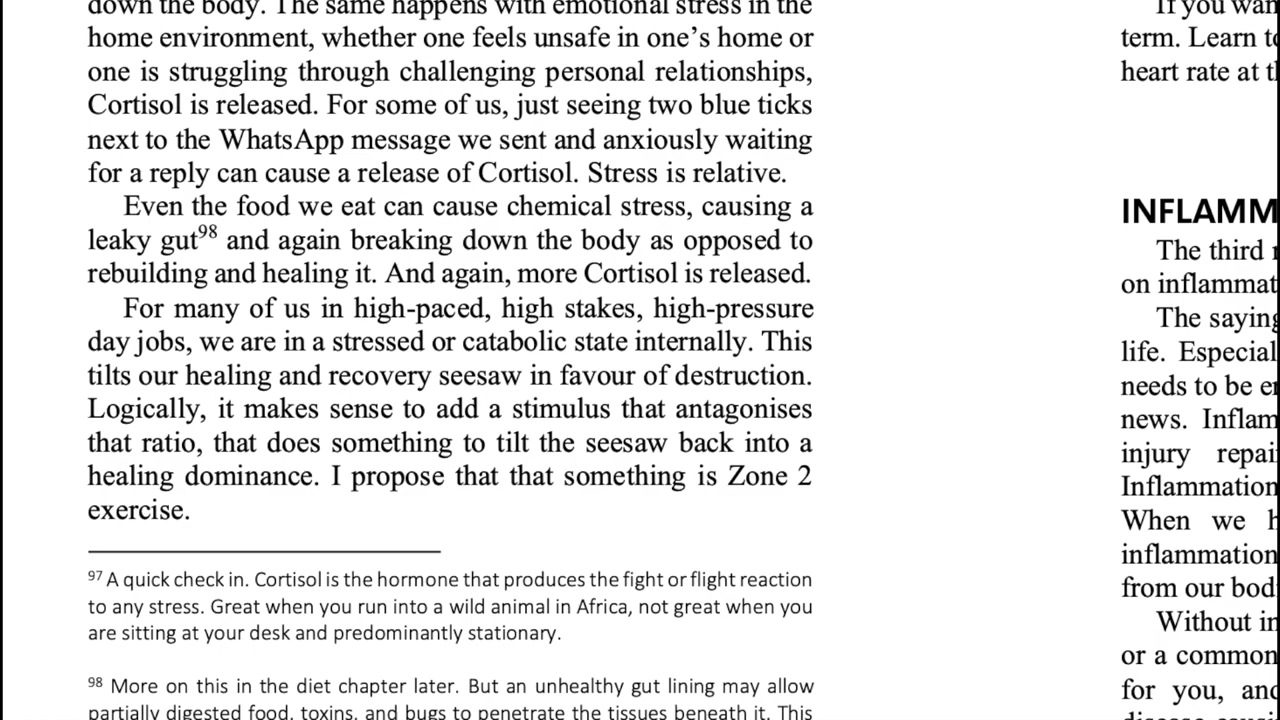 down the body. The same happens with emotional stress in the
home environment, whether one feels unsafe in one’s home or
one is struggling through challenging personal relationships,
Cortisol is released. For some of us, just seeing two blue ticks
next to the WhatsApp message we sent and anxiously waiting
for a reply can cause a release of Cortisol. Stress is relative.
Even the food we eat can cause chemical stress, causing a
leaky gut98 and again breaking down the body as opposed to
rebuilding and healing it. And again, more Cortisol is released.
For many of us in high-paced, high stakes, high-pressure
day jobs, we are in a stressed or catabolic state internally. This
tilts our healing and recovery seesaw in favour of destruction.
Logically, it makes sense to add a stimulus that antagonises
that ratio, that does something to tilt the seesaw back into a
healing dominance. I propose that that something is Zone 2
exercise.
97 A quick check in. Cortisol is the hormone that produces the fight or flight reaction
to any stress. Great when you run into a wild animal in Africa, not great when you
are sitting at your desk and predominantly stationary.
98 More on this in the diet chapter later. But an unhealthy gut lining may allow
partially digested food, toxins, and bugs to penetrate the tissues beneath it. This
If you
term. Learn
heart rate at
INFLAMM
The third
on inflammat
The saying
life. Especial
needs to be
news. Inflam
injury repai
Inflammation
When we
inflammation
from our bod
Without in
or a common
for you, and